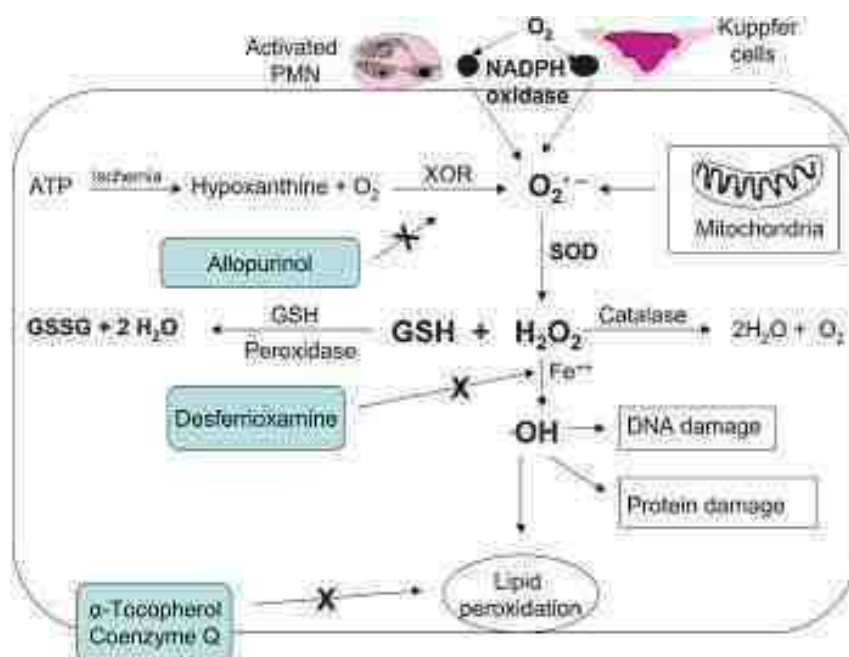 Activated
PMN
O₂
NADPH
oxidase
Kuppfer
cells
ATP
Ischemia
Hypoxanthine + O₂
XOR
O₂˙⁻
Mitochondria
Allopurinol
X
SOD
GSSG + 2 H₂O
GSH
Peroxidase
GSH + H₂O₂
Catalase
2H₂O + O₂
Desferrioxamine
X
Fe⁺⁺
OH
DNA damage
Protein damage
α-Tocopherol
Coenzyme Q
X
Lipid
peroxidation